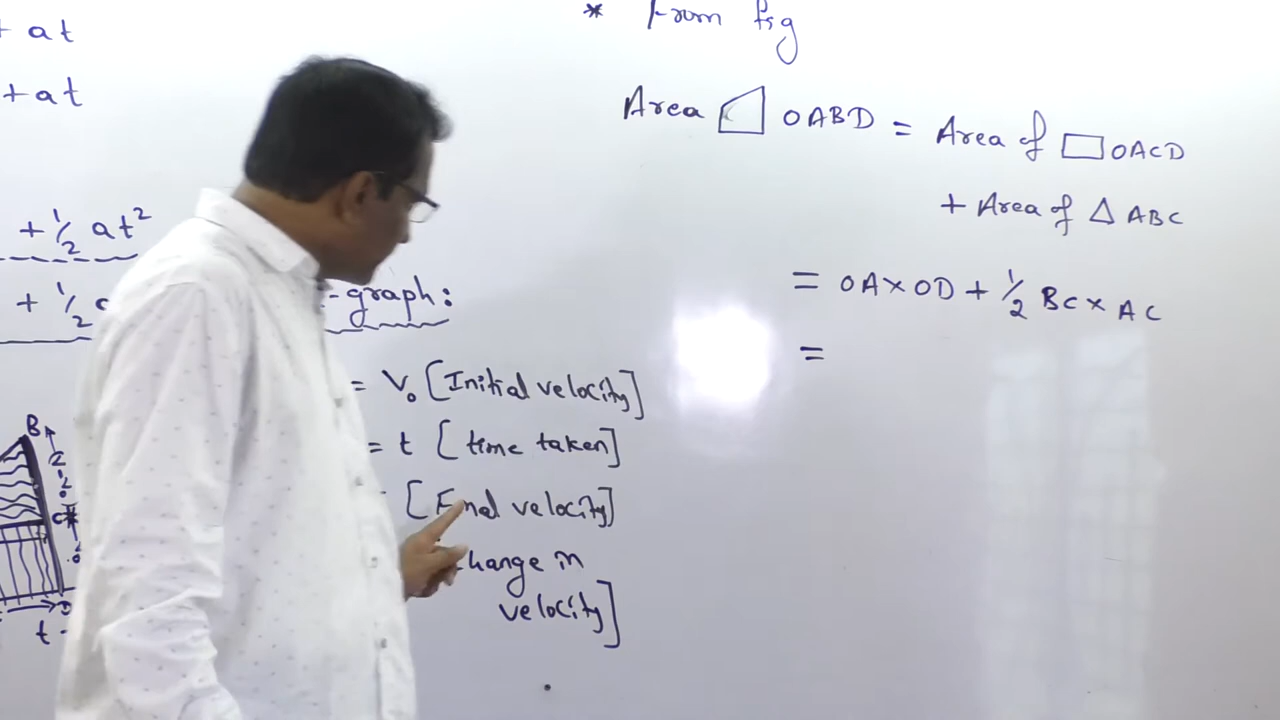 + at
+ at
+ 1/2 at²
+ 1/2
-graph:
= V₀ [Initial velocity]
= t [time taken]
[Final velocity]
change in
velocity]
B
C
t
* From fig
Area OABD = Area of OACD
+ Area of Δ ABC
= OA × OD + 1/2 BC × AC
=